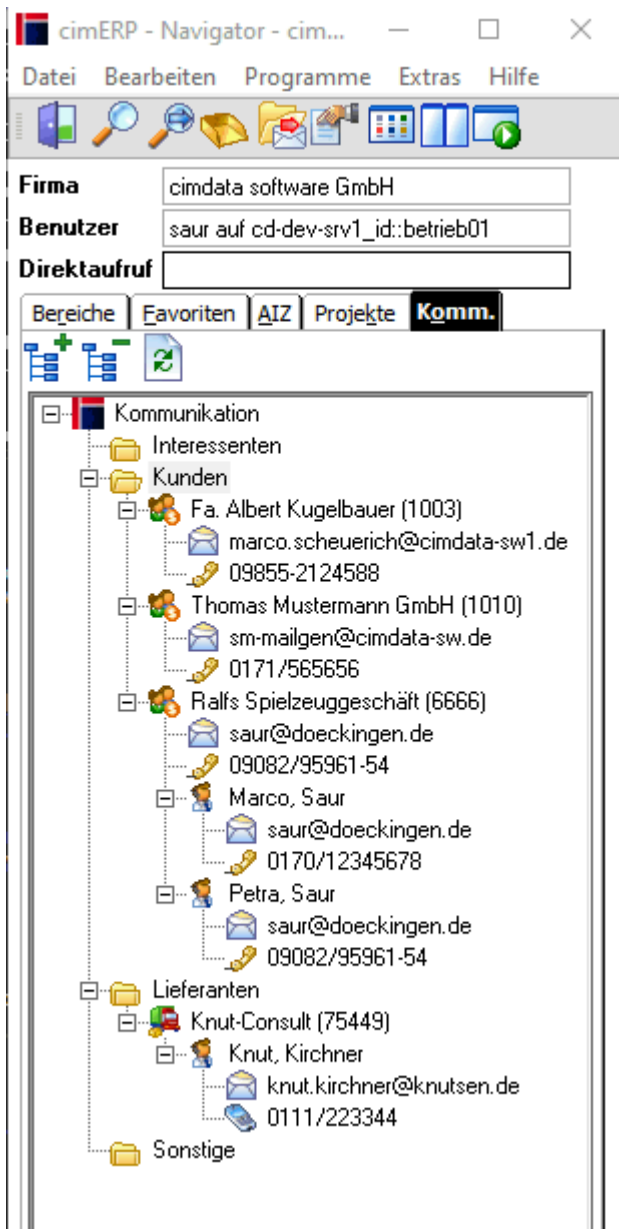 cimERP - Navigator - cim...
Datei Bearbeiten Programme Extras Hilfe
Firma cimdata software GmbH
Benutzer saur auf cd-dev-srv1_id::betrieb01
Direktaufruf
Bereiche Favoriten AIZ Projekte Komm.
Kommunikation
Interessenten
Kunden
Fa. Albert Kugelbauer (1003)
marco.scheuerich@cimdata-sw1.de
09855-2124588
Thomas Mustermann GmbH (1010)
sm-mailgen@cimdata-sw.de
0171/565656
Ralfs Spielzeuggeschäft (6666)
saur@doeckingen.de
09082/95961-54
Marco, Saur
saur@doeckingen.de
0170/12345678
Petra, Saur
saur@doeckingen.de
09082/95961-54
Lieferanten
Knut-Consult (75449)
Knut, Kirchner
knut.kirchner@knutsen.de
0111/223344
Sonstige